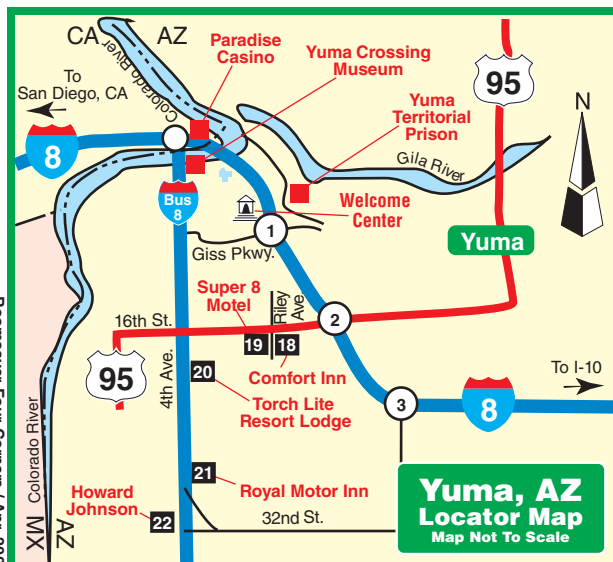 CA
AZ
Colorado River
To
San Diego, CA
8
Paradise
Casino
Yuma Crossing
Museum
Yuma
Territorial
Prison
95
N
Gila River
Bus
8
Welcome
Center
1
Yuma
Giss Pkwy.
Super 8
Motel
Riley
Ave
16th St.
2
19
18
95
4th Ave.
20
Comfort Inn
Torch Lite
Resort Lodge
3
8
To I-10
Colorado River
21
Royal Motor Inn
Howard
Johnson
22
32nd St.
MX
AZ
Yuma, AZ
Locator Map
Map Not To Scale